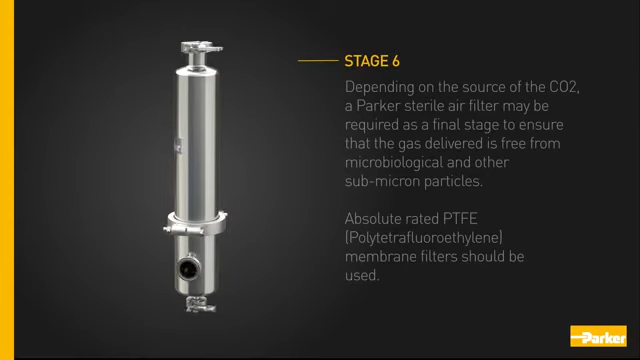 STAGE 6
Depending on the source of the CO2,
a Parker sterile air filter may be
required as a final stage to ensure
that the gas delivered is free from
microbiological and other
sub-micron particles.
Absolute rated PTFE
(Polytetrafluoroethylene)
membrane filters should be
used.
Parker